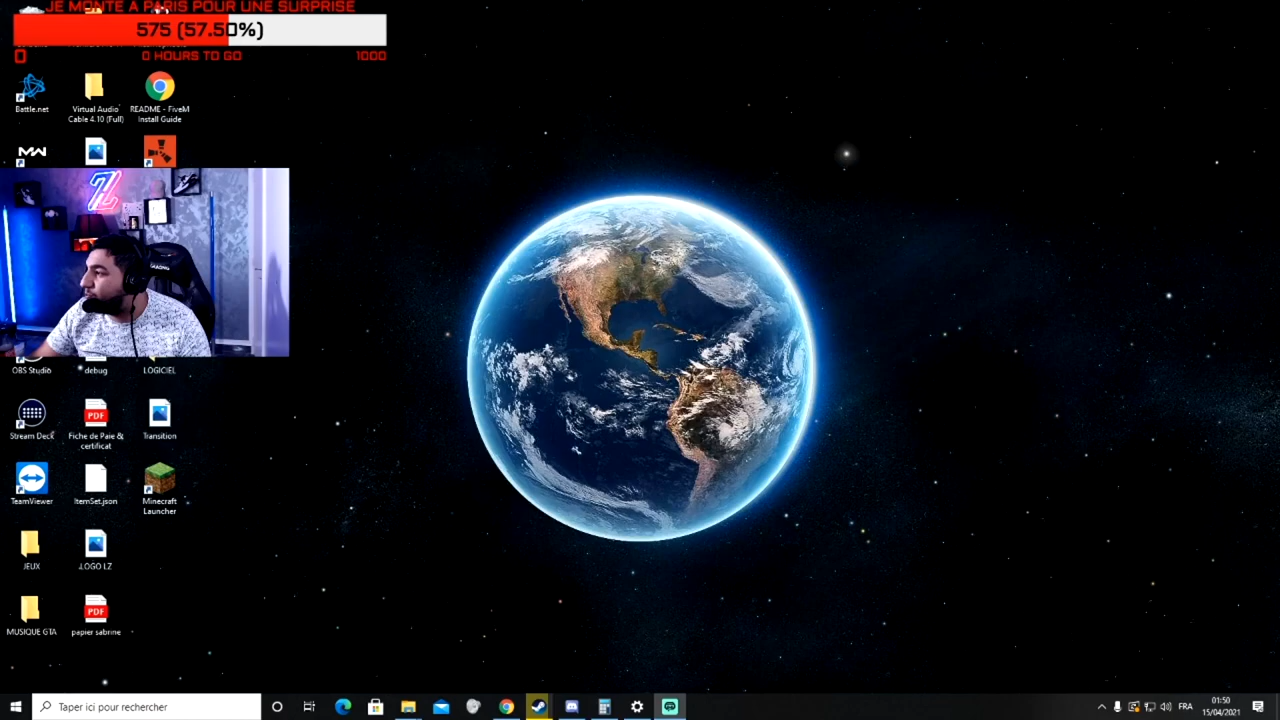 JE MONTE A PARIS POUR UNE SURPRISE
575 (57.50%)
0
0 HOURS TO GO
1000
Battle.net
Virtual Audio Cable 4.10 (Full)
README - FiveM Install Guide
MW
Z
OBS Studio
debug
LOGICIEL
Stream Deck
PDF
Fiche de Paie & certificat
Transition
TeamViewer
ItemSet.json
Minecraft Launcher
JEUX
LOGO LZ
MUSIQUE GTA
PDF
papier sabrine
Taper ici pour rechercher
FRA
01:50
15/04/2021